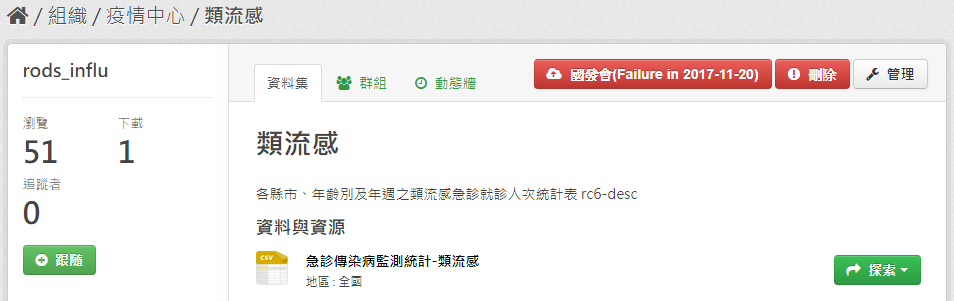 / 組織 / 疫情中心 / 類流感
rods_influ
瀏覽 下載
51 1
追蹤者
0
跟隨
資料集 群組 動態牆
國發會(Failure in 2017-11-20) 刪除 管理
類流感
各縣市、年齡別及年週之類流感急診就診人次統計表 rc6-desc
資料與資源
CSV
急診傳染病監測統計-類流感
地區 : 全國
探索